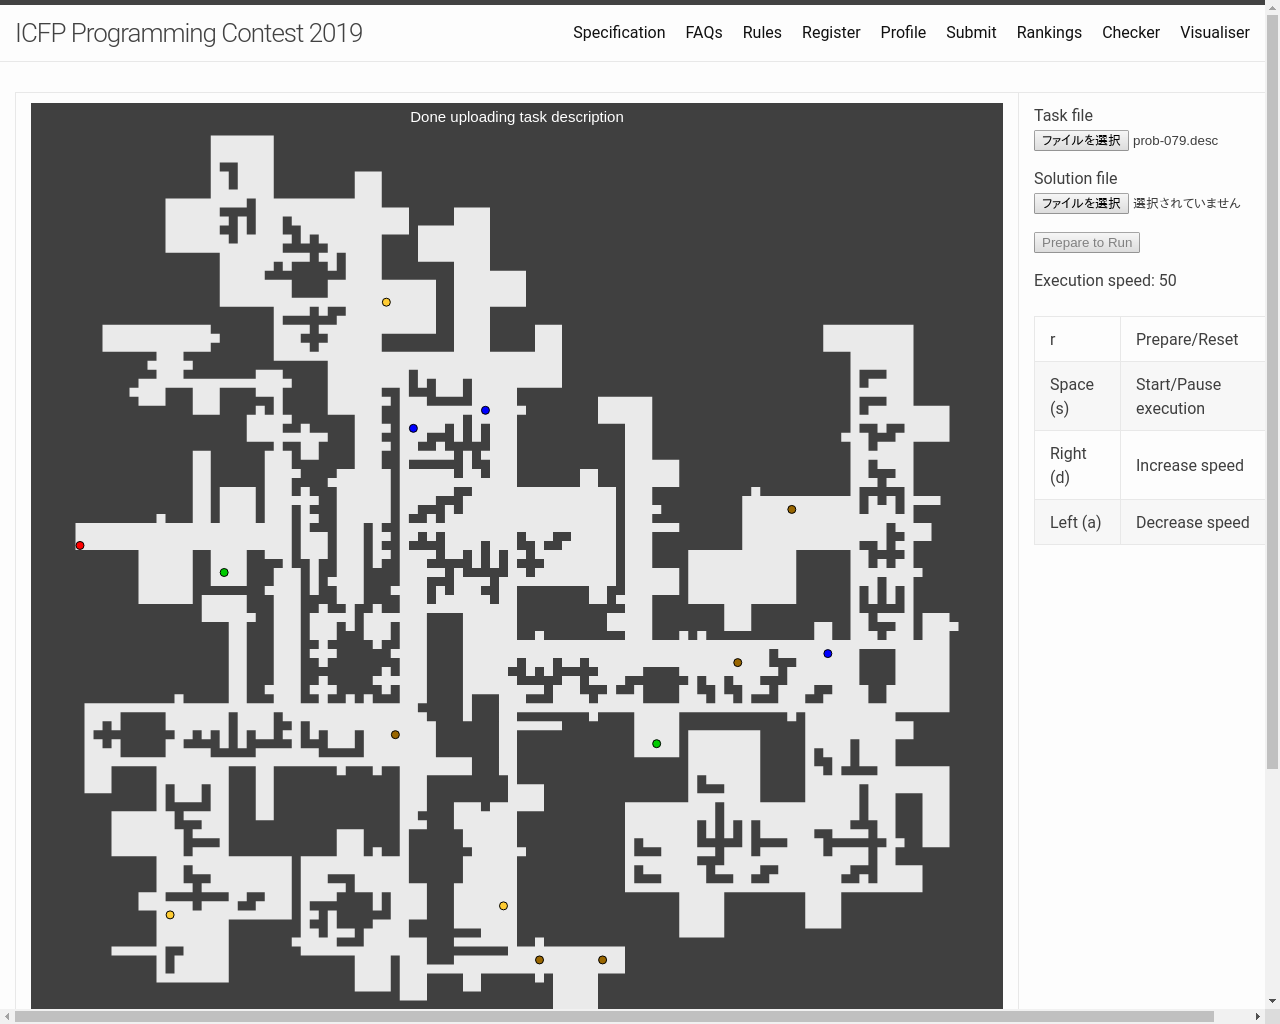 ICFP Programming Contest 2019
Specification FAQs Rules Register Profile Submit Rankings Checker Visualiser
Done uploading task description
Task file
ファイルを選択 prob-079.desc
Solution file
ファイルを選択 選択されていません
Prepare to Run
Execution speed: 50
r Prepare/Reset
Space (s) Start/Pause execution
Right (d) Increase speed
Left (a) Decrease speed